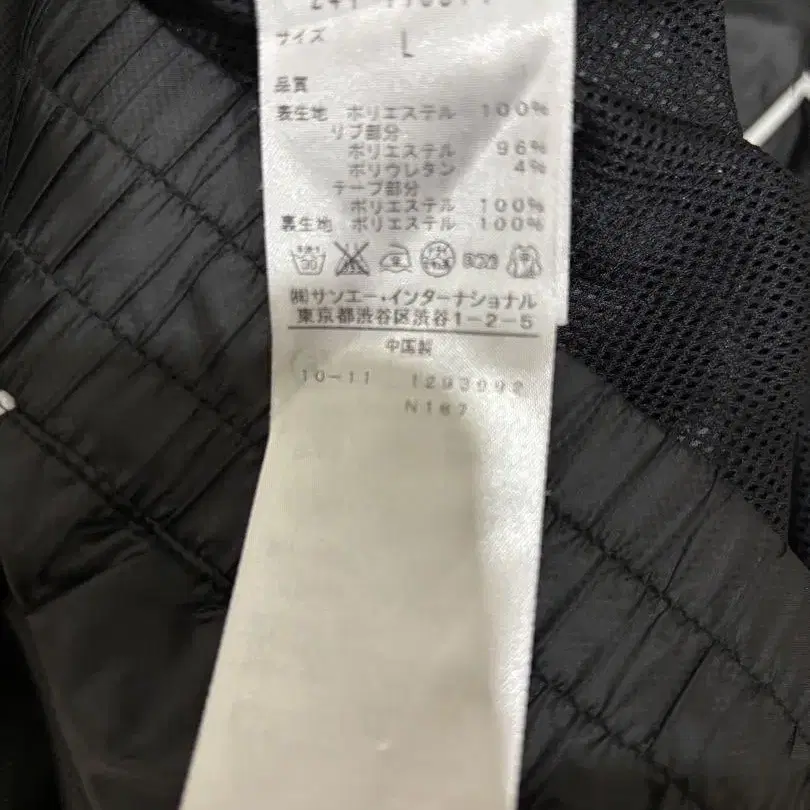 サイズ L
品質
表生地 ポリエステル 100%
リブ部分
ポリエステル 96%
ポリウレタン 4%
テープ部分
ポリエステル 100%
裏生地 ポリエステル 100%
㈱サンエー・インターナショナル
東京都渋谷区渋谷1-2-5
中国製
10-11 1293992
N167